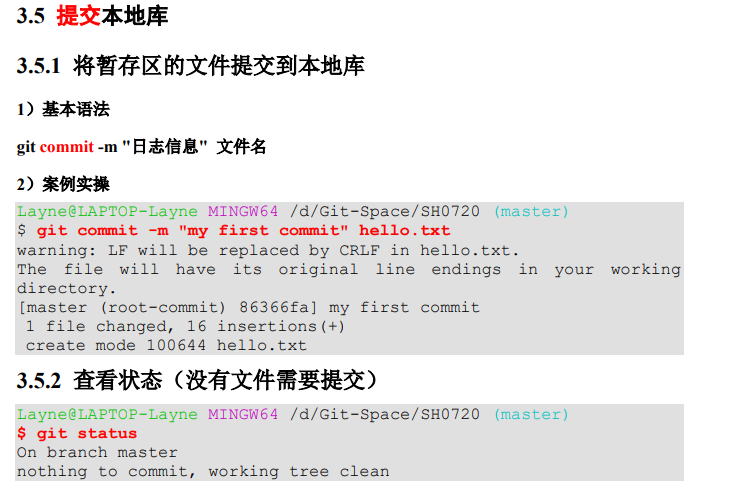 3.5 提交本地库
3.5.1 将暂存区的文件提交到本地库
1）基本语法
git commit -m "日志信息" 文件名
2）案例实操
Layne@LAPTOP-Layne MINGW64 /d/Git-Space/SH0720 (master)
$ git commit -m "my first commit" hello.txt
warning: LF will be replaced by CRLF in hello.txt.
The file will have its original line endings in your working
directory.
[master (root-commit) 86366fa] my first commit
1 file changed, 16 insertions(+)
create mode 100644 hello.txt
3.5.2 查看状态（没有文件需要提交）
Layne@LAPTOP-Layne MINGW64 /d/Git-Space/SH0720 (master)
$ git status
On branch master
nothing to commit, working tree clean